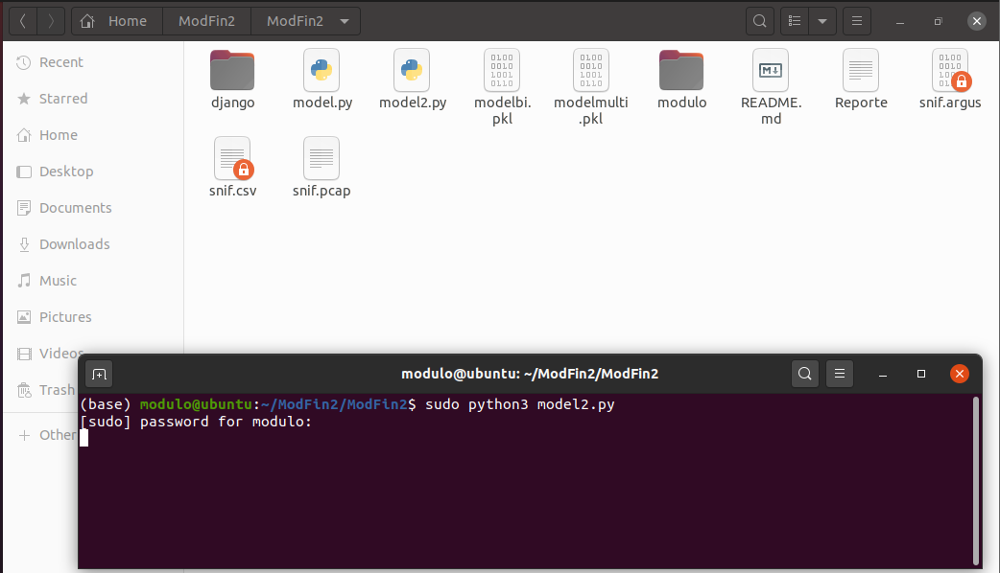 Home ModFin2 ModFin2
Recent
Starred
Home
Desktop
Documents
Downloads
Music
Pictures
Videos
Trash
Other
django
model.py
model2.py
modelbi.
pkl
modelmulti
.pkl
modulo
README.
md
Reporte
snif.argus
snif.csv
snif.pcap
modulo@ubuntu: ~/ModFin2/ModFin2
(base) modulo@ubuntu:~/ModFin2/ModFin2$ sudo python3 model2.py
[sudo] password for modulo: